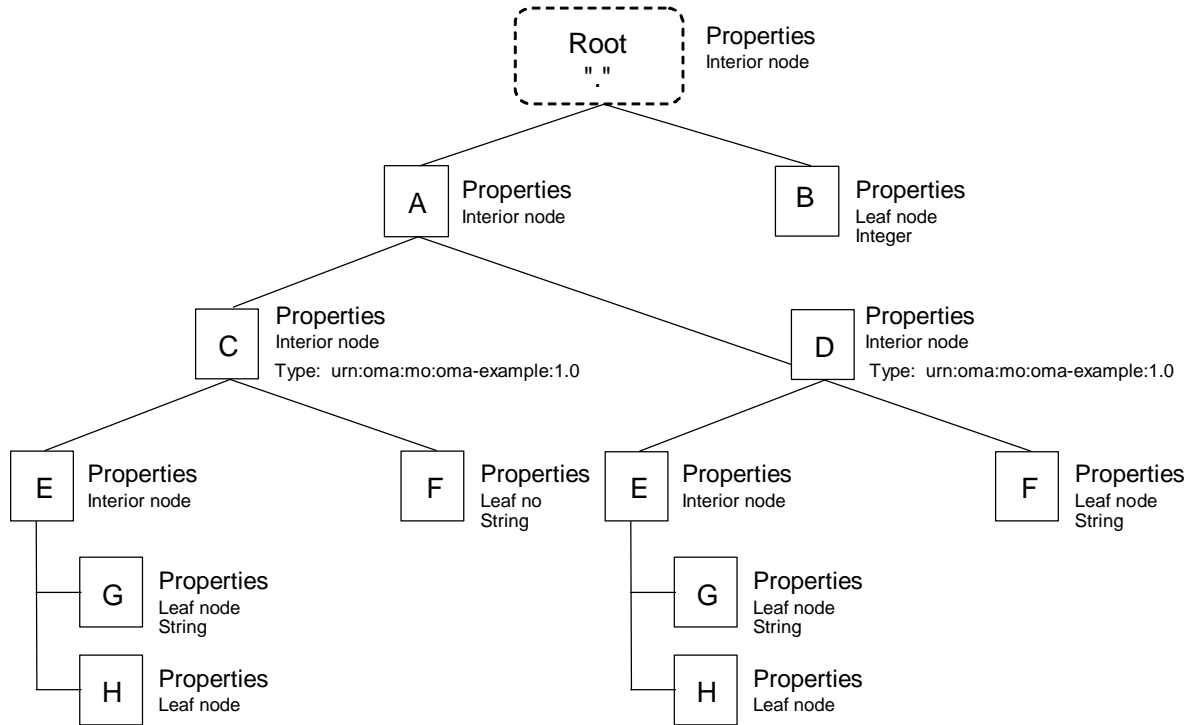 Root
"."
Properties
Interior node
A
Properties
Interior node
B
Properties
Leaf node
Integer
C
Properties
Interior node
Type: urn:oma:mo:oma-example:1.0
D
Properties
Interior node
Type: urn:oma:mo:oma-example:1.0
E
Properties
Interior node
F
Properties
Leaf no
String
E
Properties
Interior node
F
Properties
Leaf node
String
G
Properties
Leaf node
String
G
Properties
Leaf node
String
H
Properties
Leaf node
H
Properties
Leaf node